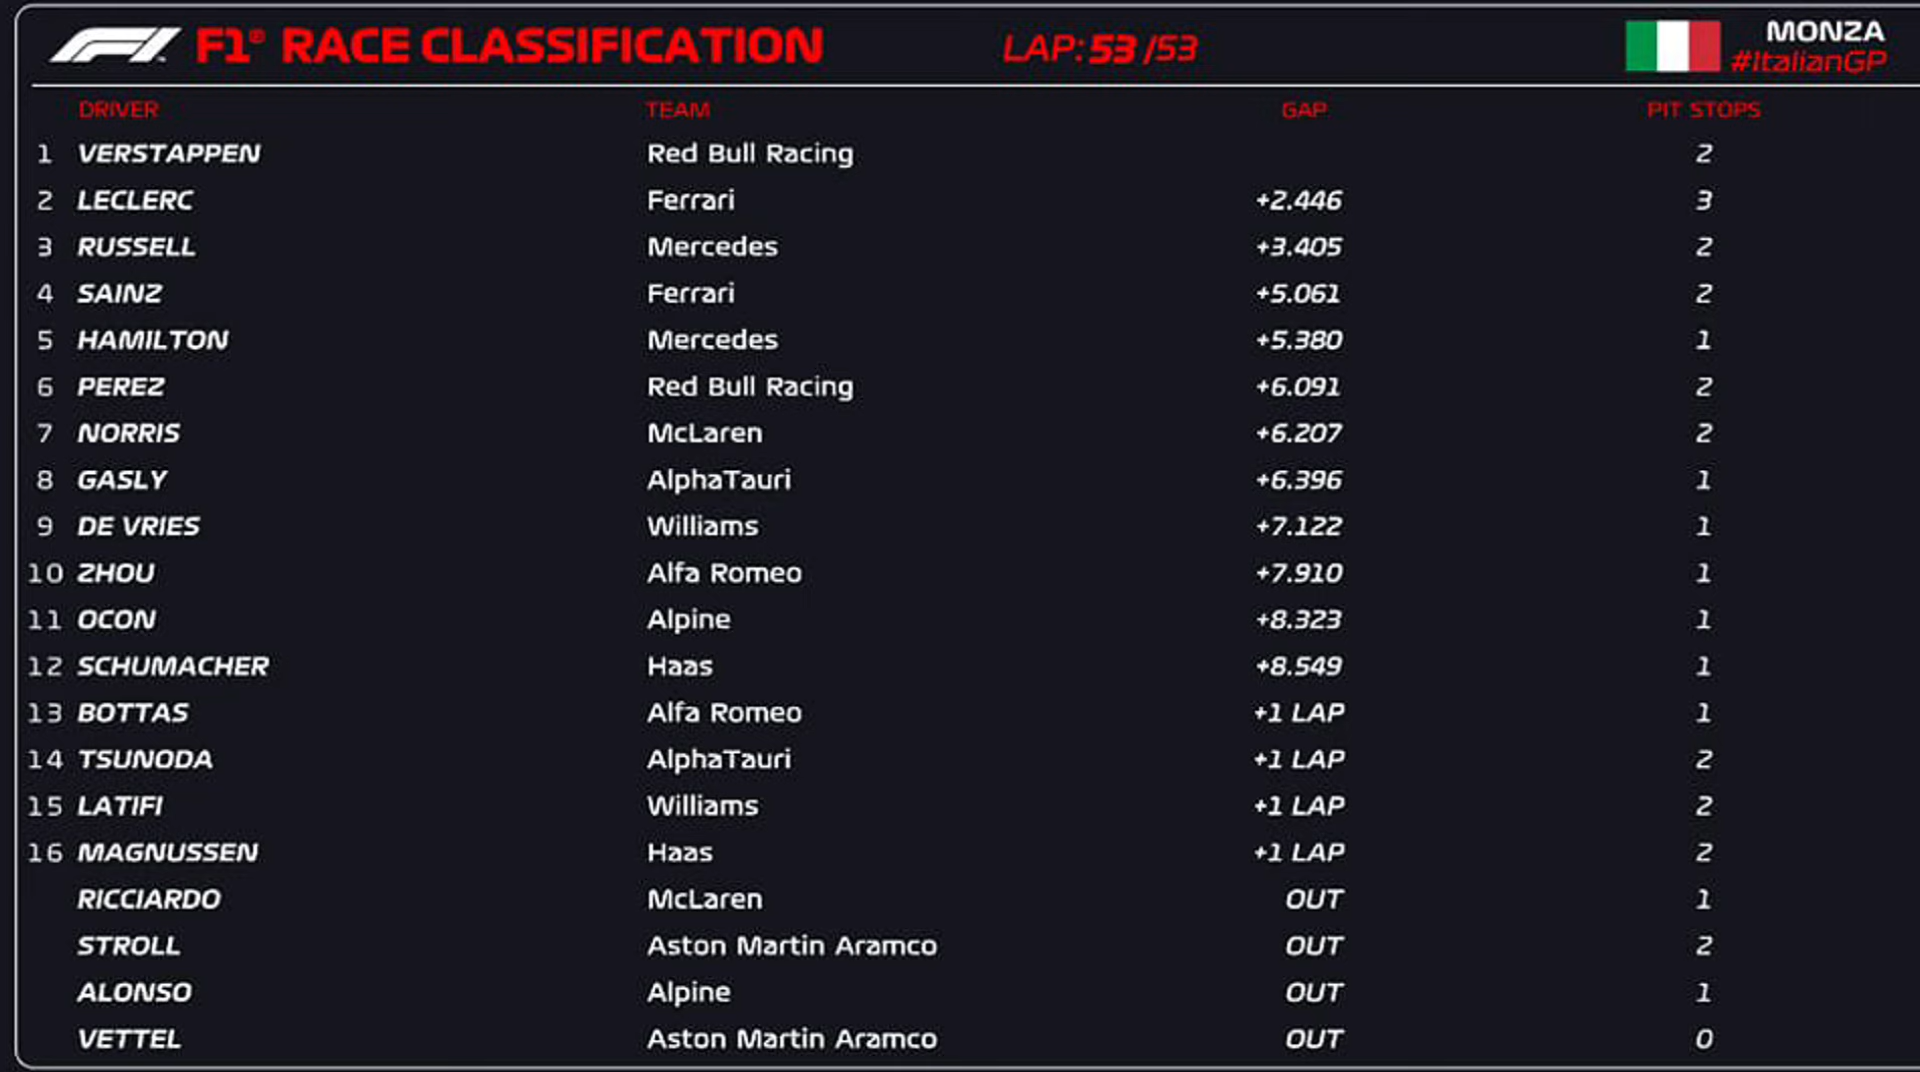 F1 F1® RACE CLASSIFICATION LAP: 53 /53 MONZA
#ItalianGP
DRIVER TEAM GAP PIT STOPS
1 VERSTAPPEN Red Bull Racing 2
2 LECLERC Ferrari +2.446 3
3 RUSSELL Mercedes +3.405 2
4 SAINZ Ferrari +5.061 2
5 HAMILTON Mercedes +5.380 1
6 PEREZ Red Bull Racing +6.091 2
7 NORRIS McLaren +6.207 2
8 GASLY AlphaTauri +6.396 1
9 DE VRIES Williams +7.122 1
10 ZHOU Alfa Romeo +7.910 1
11 OCON Alpine +8.323 1
12 SCHUMACHER Haas +8.549 1
13 BOTTAS Alfa Romeo +1 LAP 1
14 TSUNODA AlphaTauri +1 LAP 2
15 LATIFI Williams +1 LAP 2
16 MAGNUSSEN Haas +1 LAP 2
RICCIARDO McLaren OUT 1
STROLL Aston Martin Aramco OUT 2
ALONSO Alpine OUT 1
VETTEL Aston Martin Aramco OUT 0